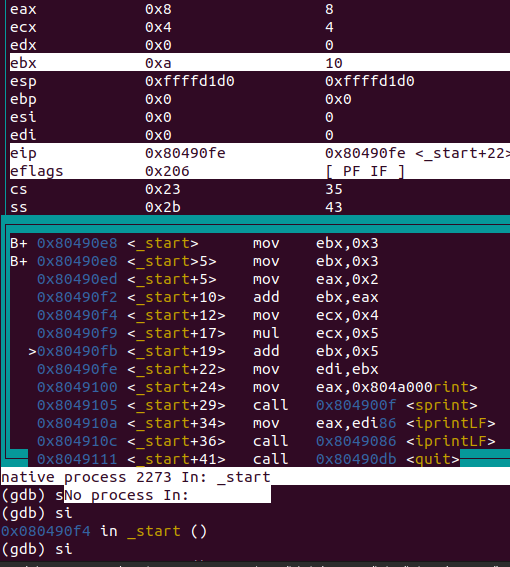 eax 0x8 8
ecx 0x4 4
edx 0x0 0
ebx 0xa 10
esp 0xffffd1d0 0xffffd1d0
ebp 0x0 0x0
esi 0x0 0
edi 0x0 0
eip 0x80490fe 0x80490fe <_start+22>
eflags 0x206 [ PF IF ]
cs 0x23 35
ss 0x2b 43
B+ 0x80490e8 <_start> mov ebx,0x3
B+ 0x80490e8 <_start>5> mov ebx,0x3
0x80490ed <_start+5> mov eax,0x2
0x80490f2 <_start+10> add ebx,eax
0x80490f4 <_start+12> mov ecx,0x4
0x80490f9 <_start+17> mul ecx,0x5
>0x80490fb <_start+19> add ebx,0x5
0x80490fe <_start+22> mov edi,ebx
0x8049100 <_start+24> mov eax,0x804a000rint>
0x8049105 <_start+29> call 0x804900f <sprint>
0x804910a <_start+34> mov eax,edi86 <iprintLF>
0x804910c <_start+36> call 0x8049086 <iprintLF>
0x8049111 <_start+41> call 0x80490db <quit>
native process 2273 In: _start
(gdb) sNo process In:
(gdb) si
0x080490f4 in _start ()
(gdb) si